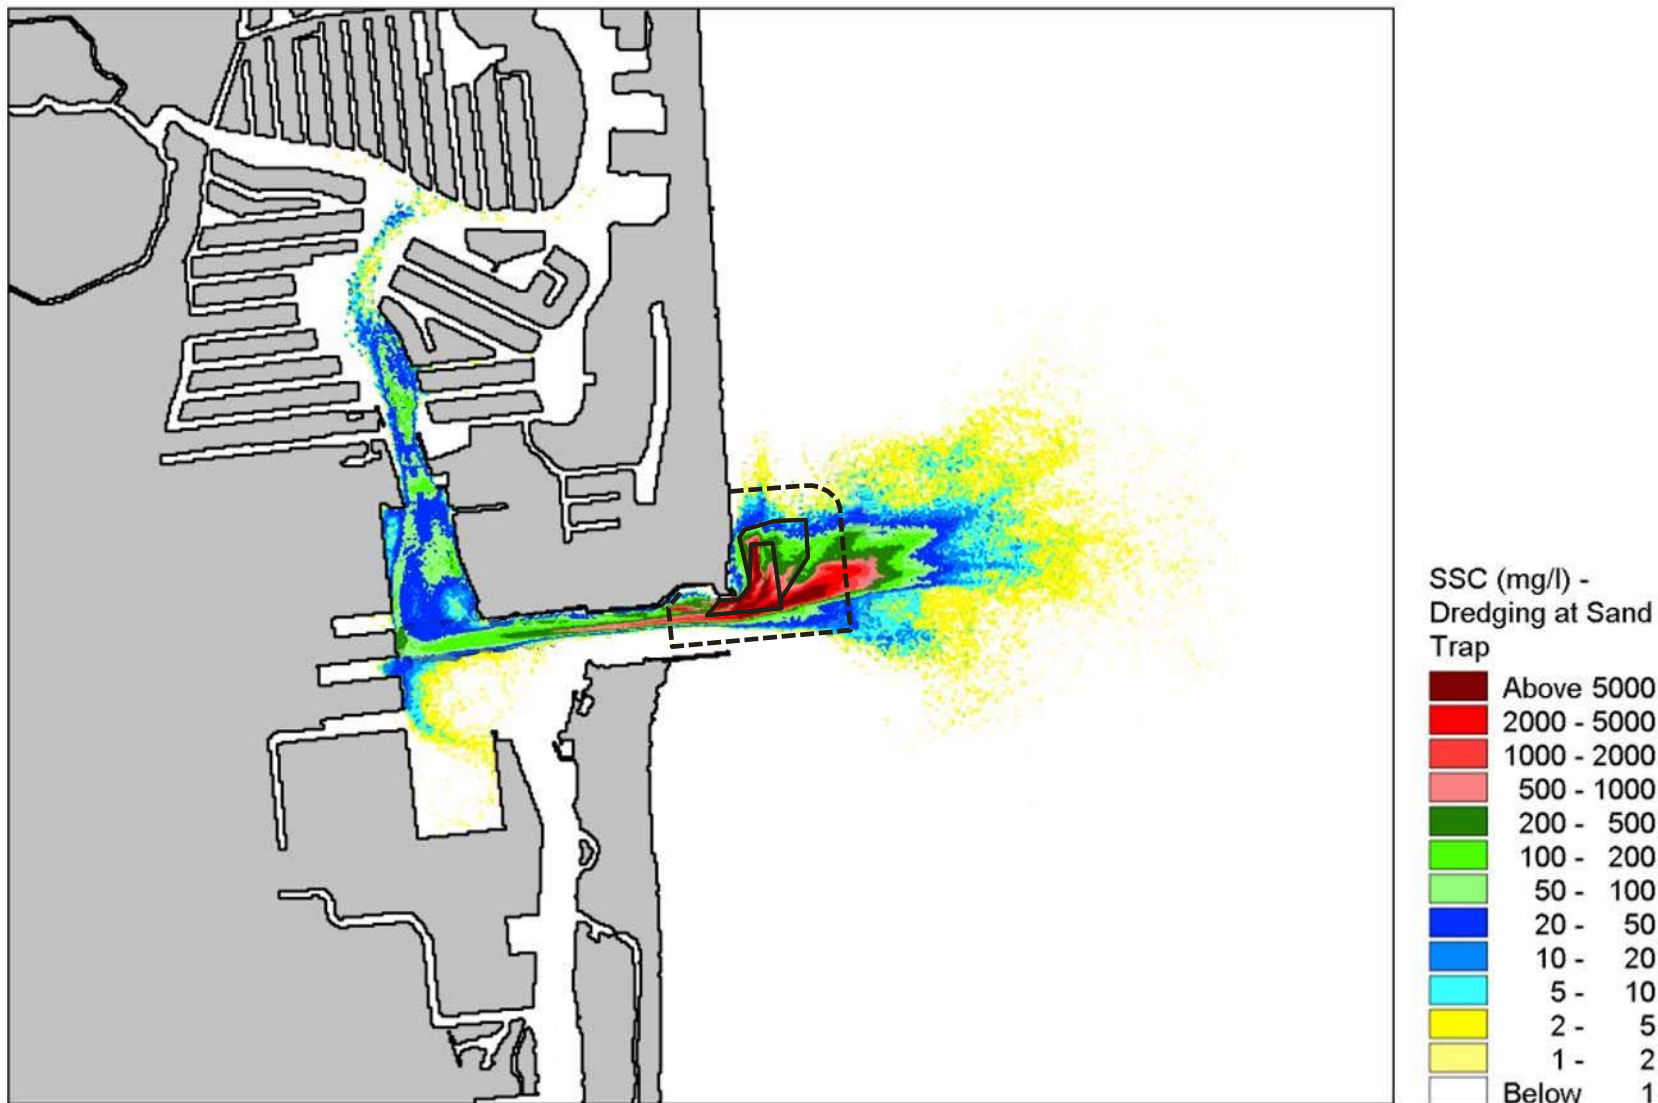 SSC (mg/l) -
Dredging at Sand
Trap
Above 5000
2000 - 5000
1000 - 2000
500 - 1000
200 - 500
100 - 200
50 - 100
20 - 50
10 - 20
5 - 10
2 - 5
1 - 2
Below 1